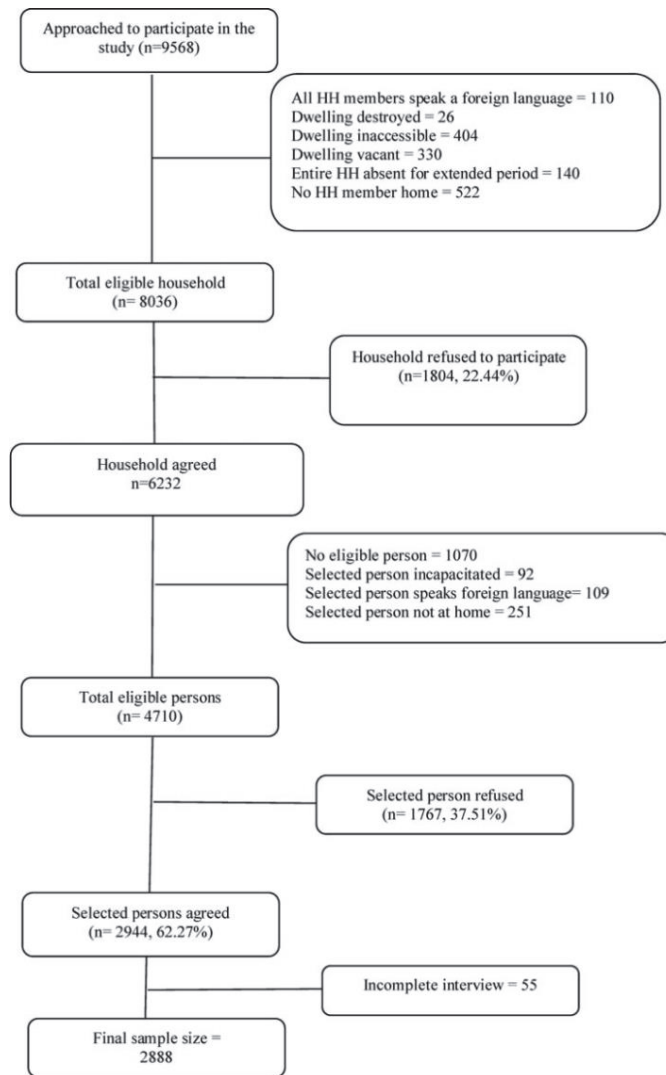 Approached to participate in the
study (n=9568)
All HH members speak a foreign language = 110
Dwelling destroyed = 26
Dwelling inaccessible = 404
Dwelling vacant = 330
Entire HH absent for extended period = 140
No HH member home = 522
Total eligible household
(n= 8036)
Household refused to participate
(n=1804, 22.44%)
Household agreed
n=6232
No eligible person = 1070
Selected person incapacitated = 92
Selected person speaks foreign language= 109
Selected person not at home = 251
Total eligible persons
(n= 4710)
Selected person refused
(n= 1767, 37.51%)
Selected persons agreed
(n= 2944, 62.27%)
Incomplete interview = 55
Final sample size =
2888